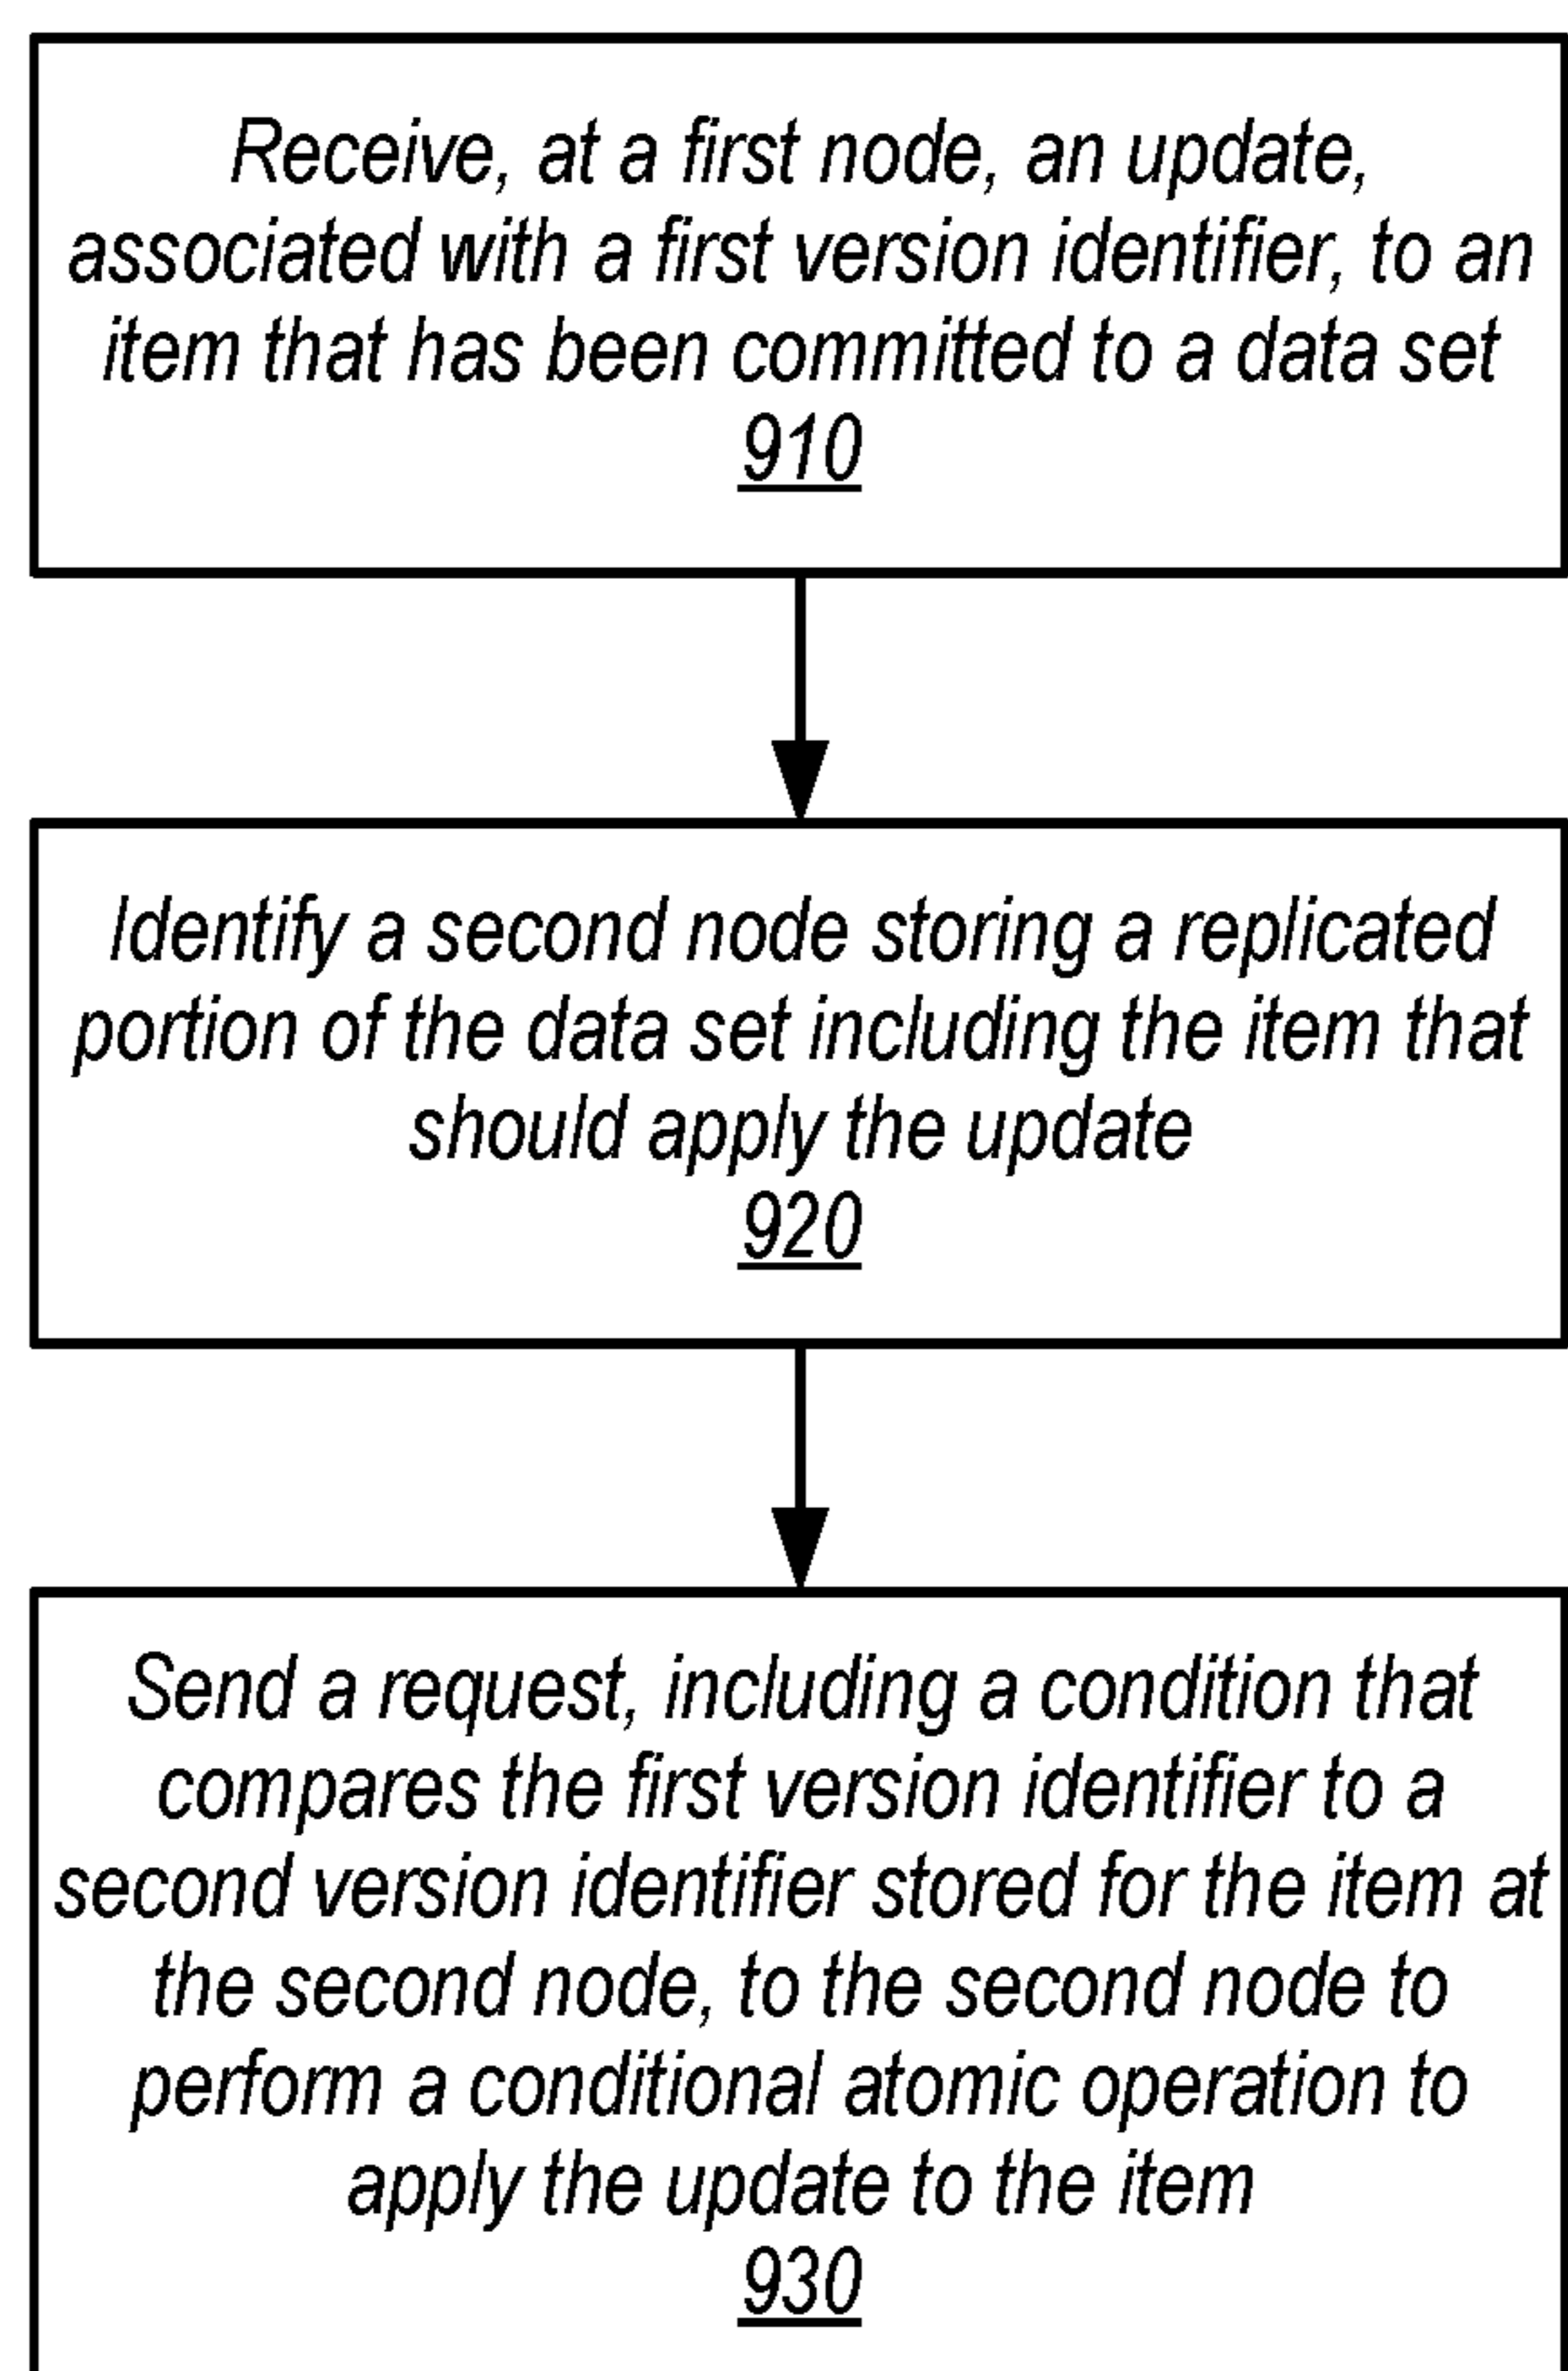 Receive, at a first node, an update,
associated with a first version identifier, to an
item that has been committed to a data set
910
Identify a second node storing a replicated
portion of the data set including the item that
should apply the update
920
Send a request, including a condition that
compares the first version identifier to a
second version identifier stored for the item at
the second node, to the second node to
perform a conditional atomic operation to
apply the update to the item
930